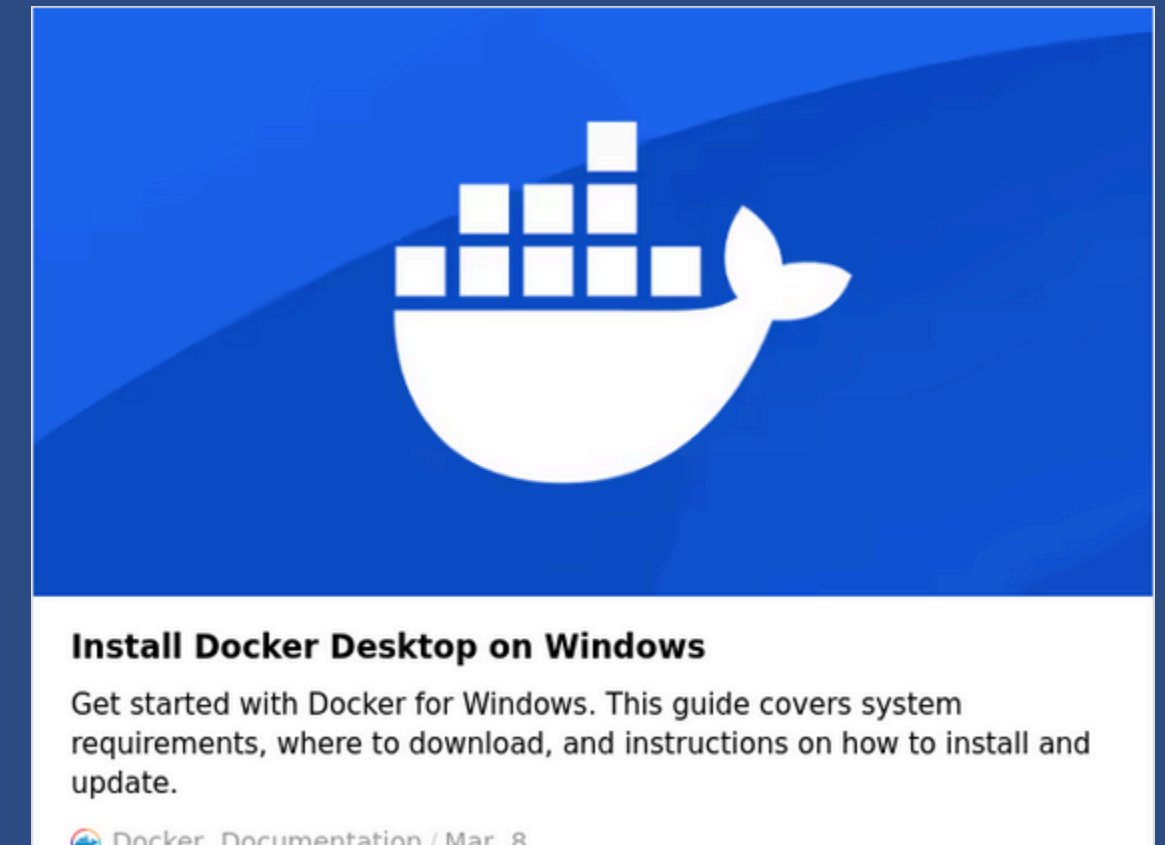 Install Docker Desktop on Windows
Get started with Docker for Windows. This guide covers system
requirements, where to download, and instructions on how to install and
update.
Docker Documentation / Mar 8